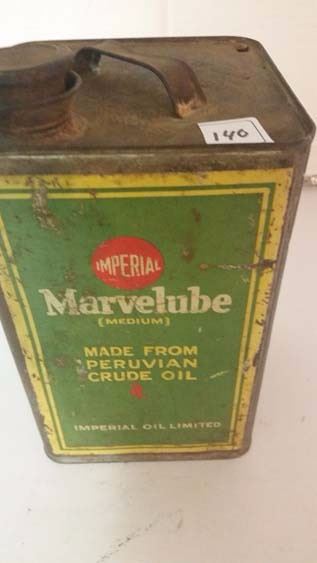 140
IMPERIAL
Marvelube
[MEDIUM]
MADE FROM
PERUVIAN
CRUDE OIL
IMPERIAL OIL LIMITED